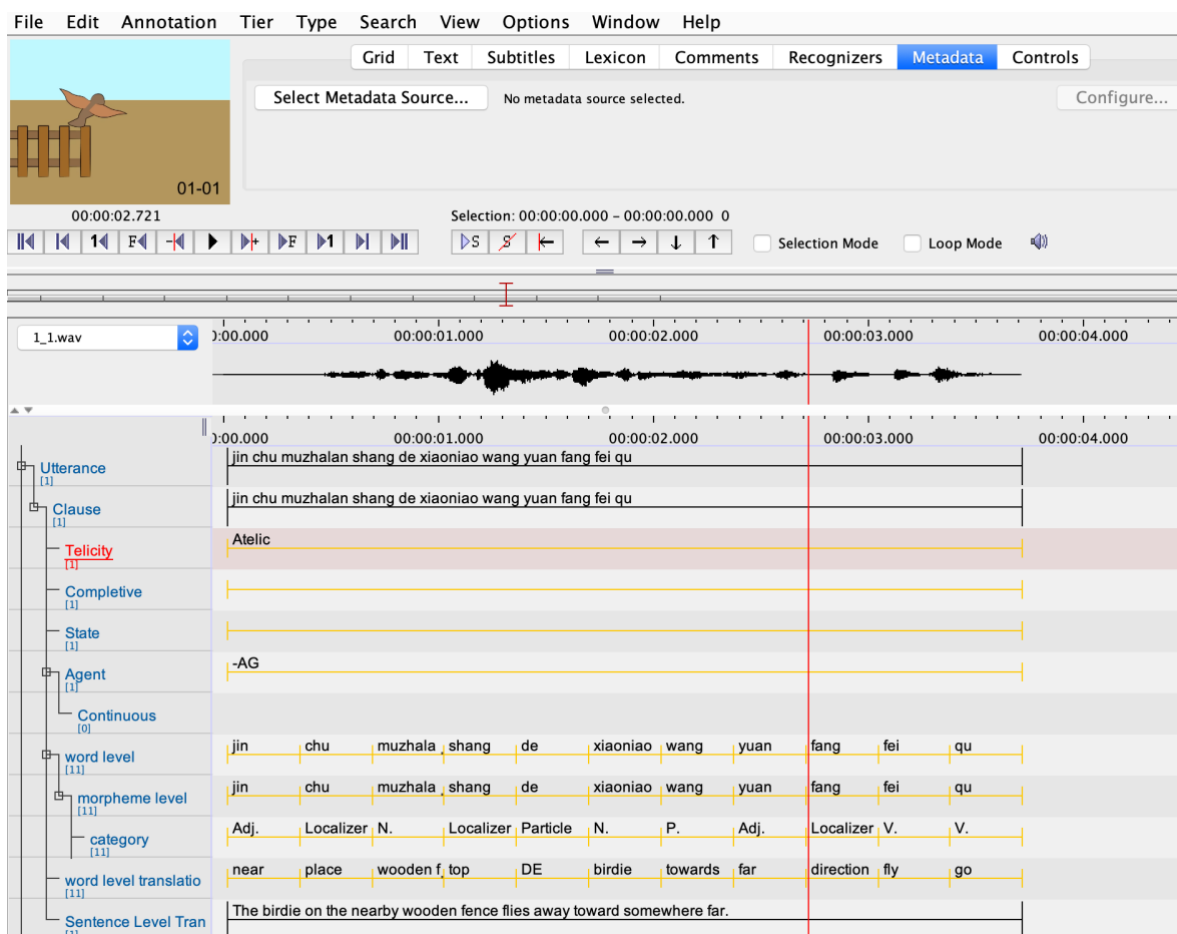 File Edit Annotation Tier Type Search View Options Window Help
Grid Text Subtitles Lexicon Comments Recognizers Metadata Controls
Select Metadata Source... No metadata source selected. Configure...
01-01
00:00:02.721 Selection: 00:00:00.000 - 00:00:00.000 0
1 F + F 1 S S Selection Mode Loop Mode
1_1.wav
0:00.000 00:00:01.000 00:00:02.000 00:00:03.000 00:00:04.000
0:00.000 00:00:01.000 00:00:02.000 00:00:03.000 00:00:04.000
Utterance jin chu muzhalan shang de xiaoniao wang yuan fang fei qu
[1]
Clause jin chu muzhalan shang de xiaoniao wang yuan fang fei qu
[1]
Telicity Atelic
[1]
Completive
[1]
State
[1]
Agent -AG
[1]
Continuous
[0]
word level jin chu muzhala shang de xiaoniao wang yuan fang fei qu
[11]
morpheme level jin chu muzhala shang de xiaoniao wang yuan fang fei qu
[11]
category Adj. Localizer N. Localizer Particle N. P. Adj. Localizer V. V.
[11]
word level translatio near place wooden f top DE birdie towards far direction fly go
[11]
Sentence Level Tran The birdie on the nearby wooden fence flies away toward somewhere far.